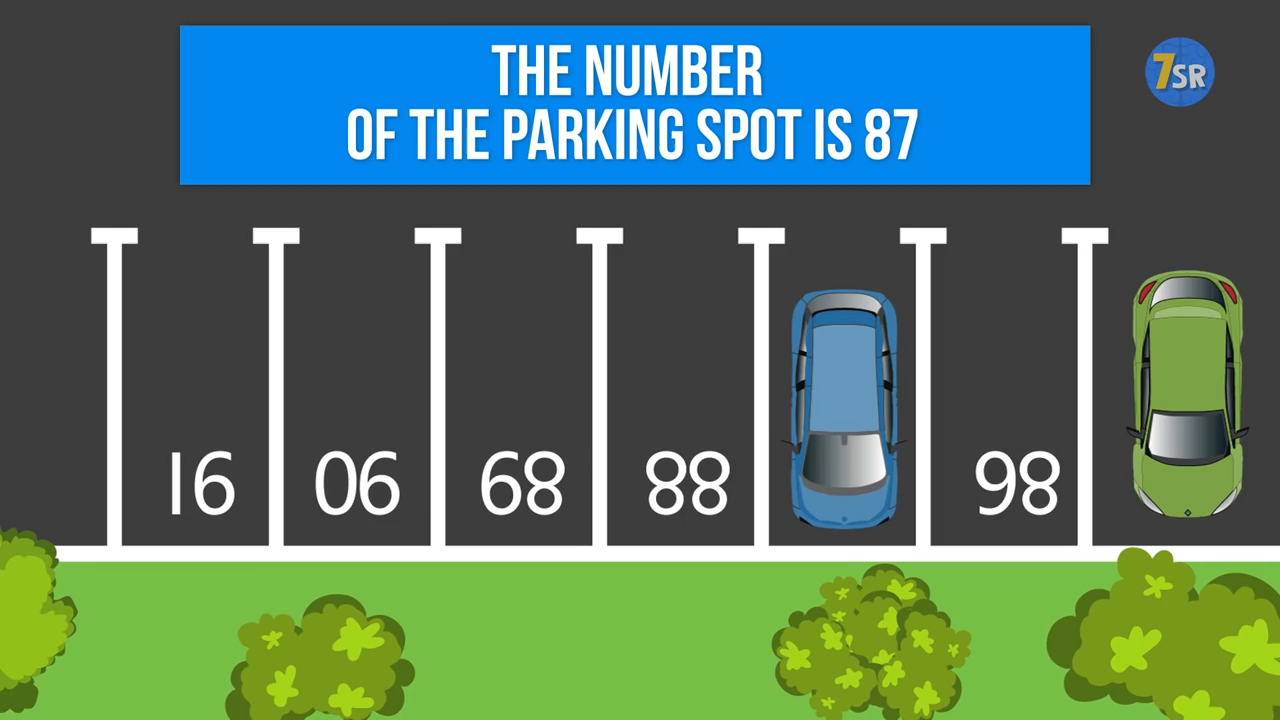 THE NUMBER
OF THE PARKING SPOT IS 87
7SR
16 06 68 88 98